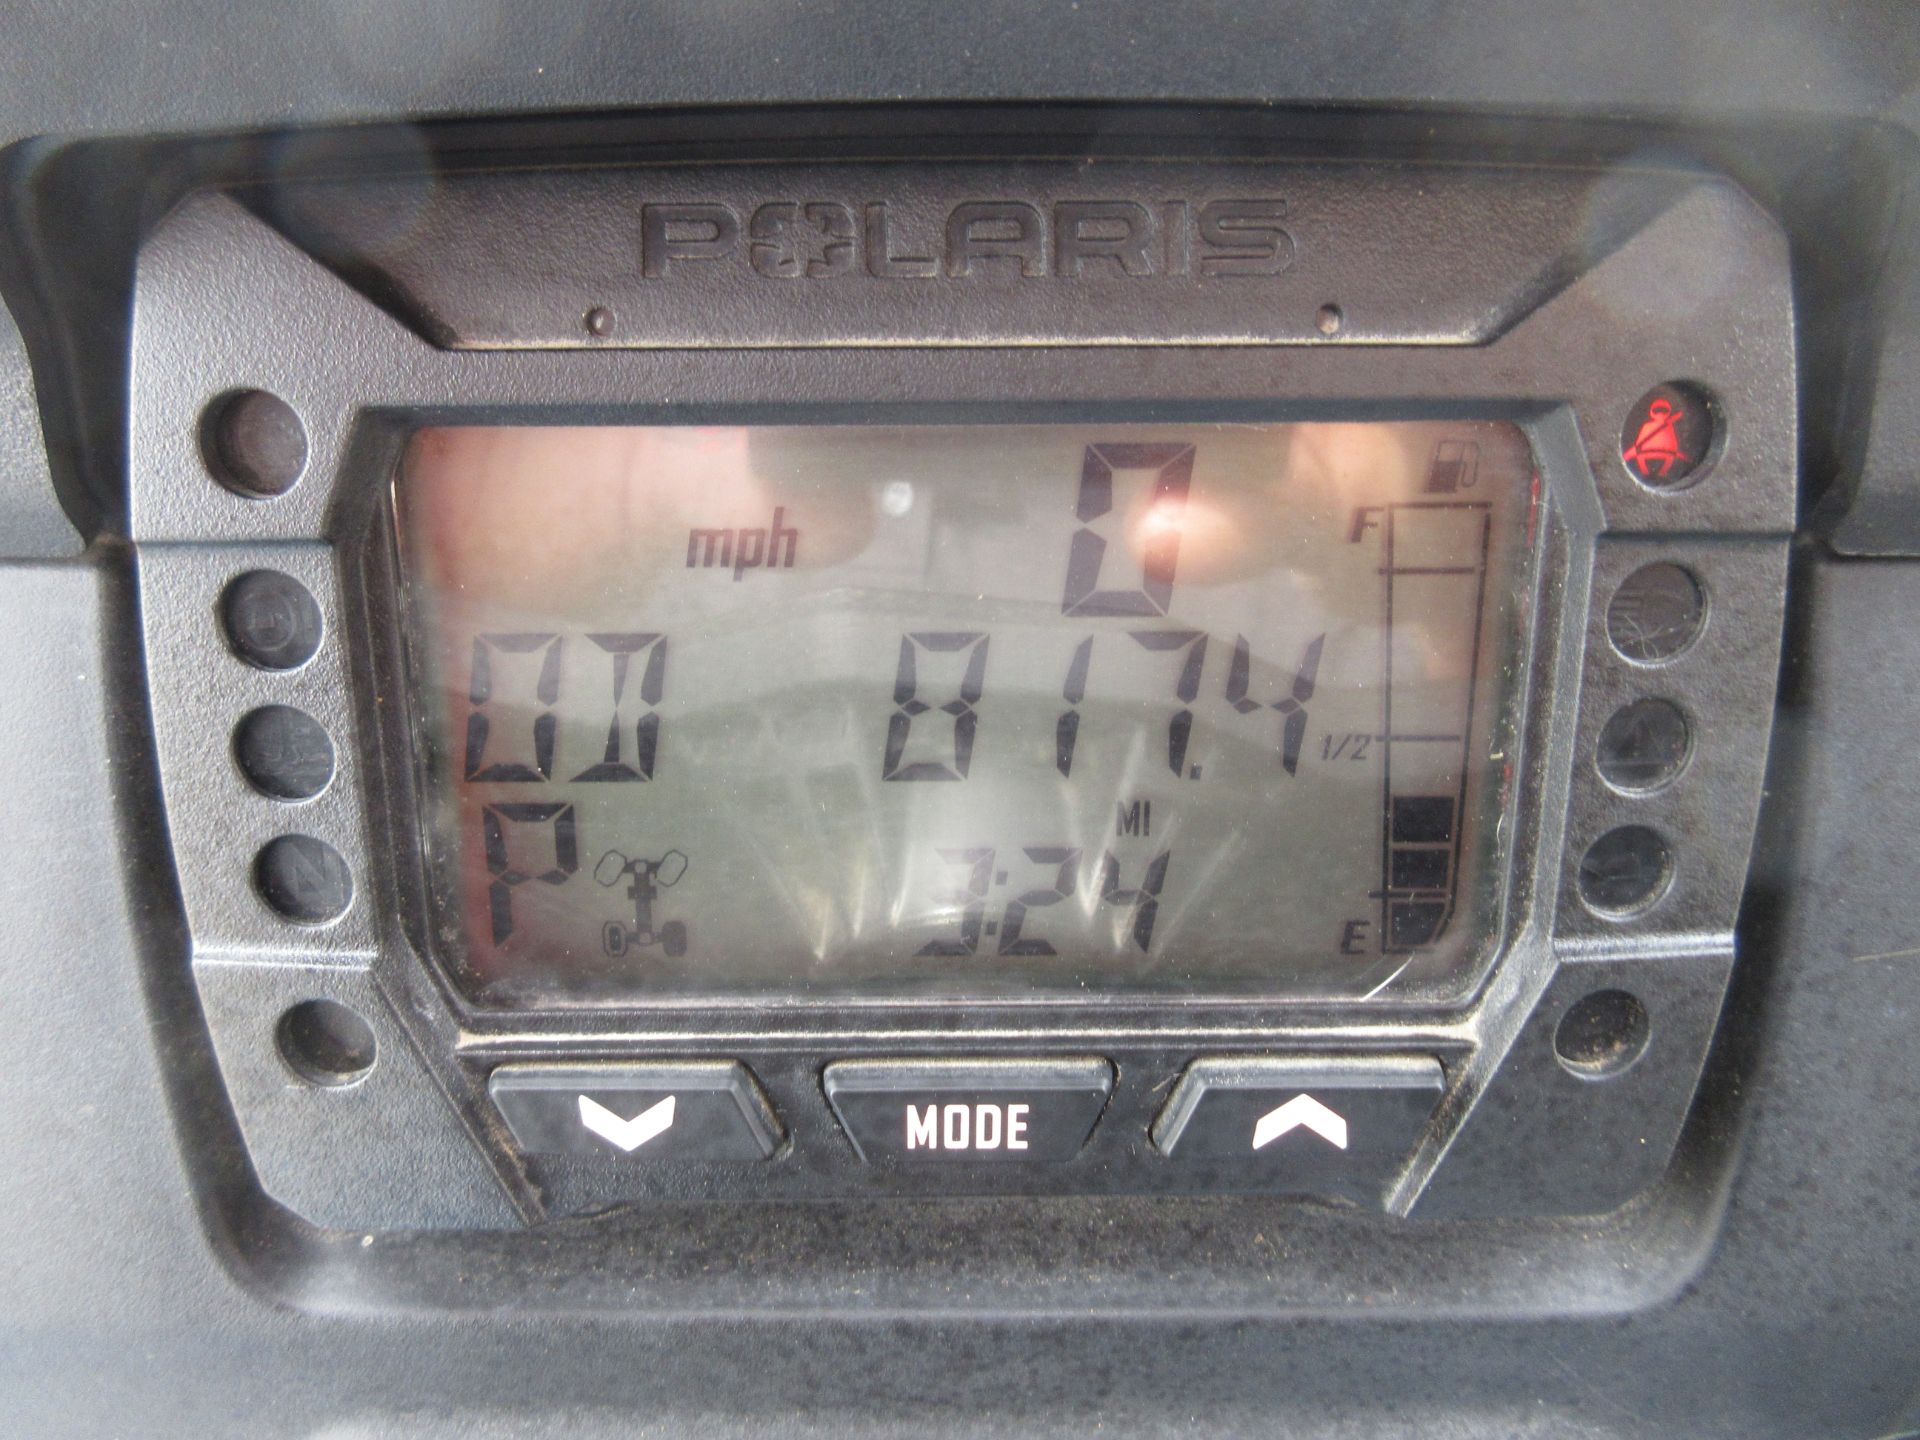 POLARIS
mph 0
F
OD 817.4
1/2
MI
P 3:24
E
MODE